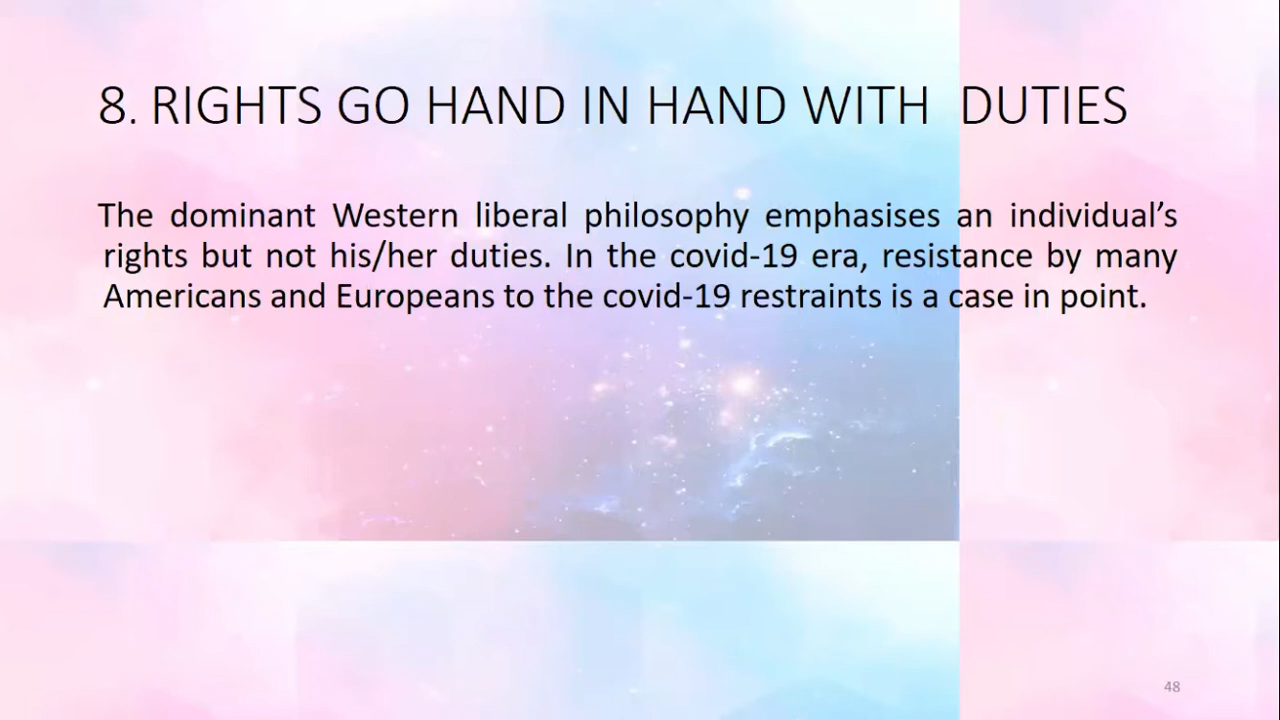 8. RIGHTS GO HAND IN HAND WITH DUTIES
The dominant Western liberal philosophy emphasises an individual’s
rights but not his/her duties. In the covid-19 era, resistance by many
Americans and Europeans to the covid-19 restraints is a case in point.
48